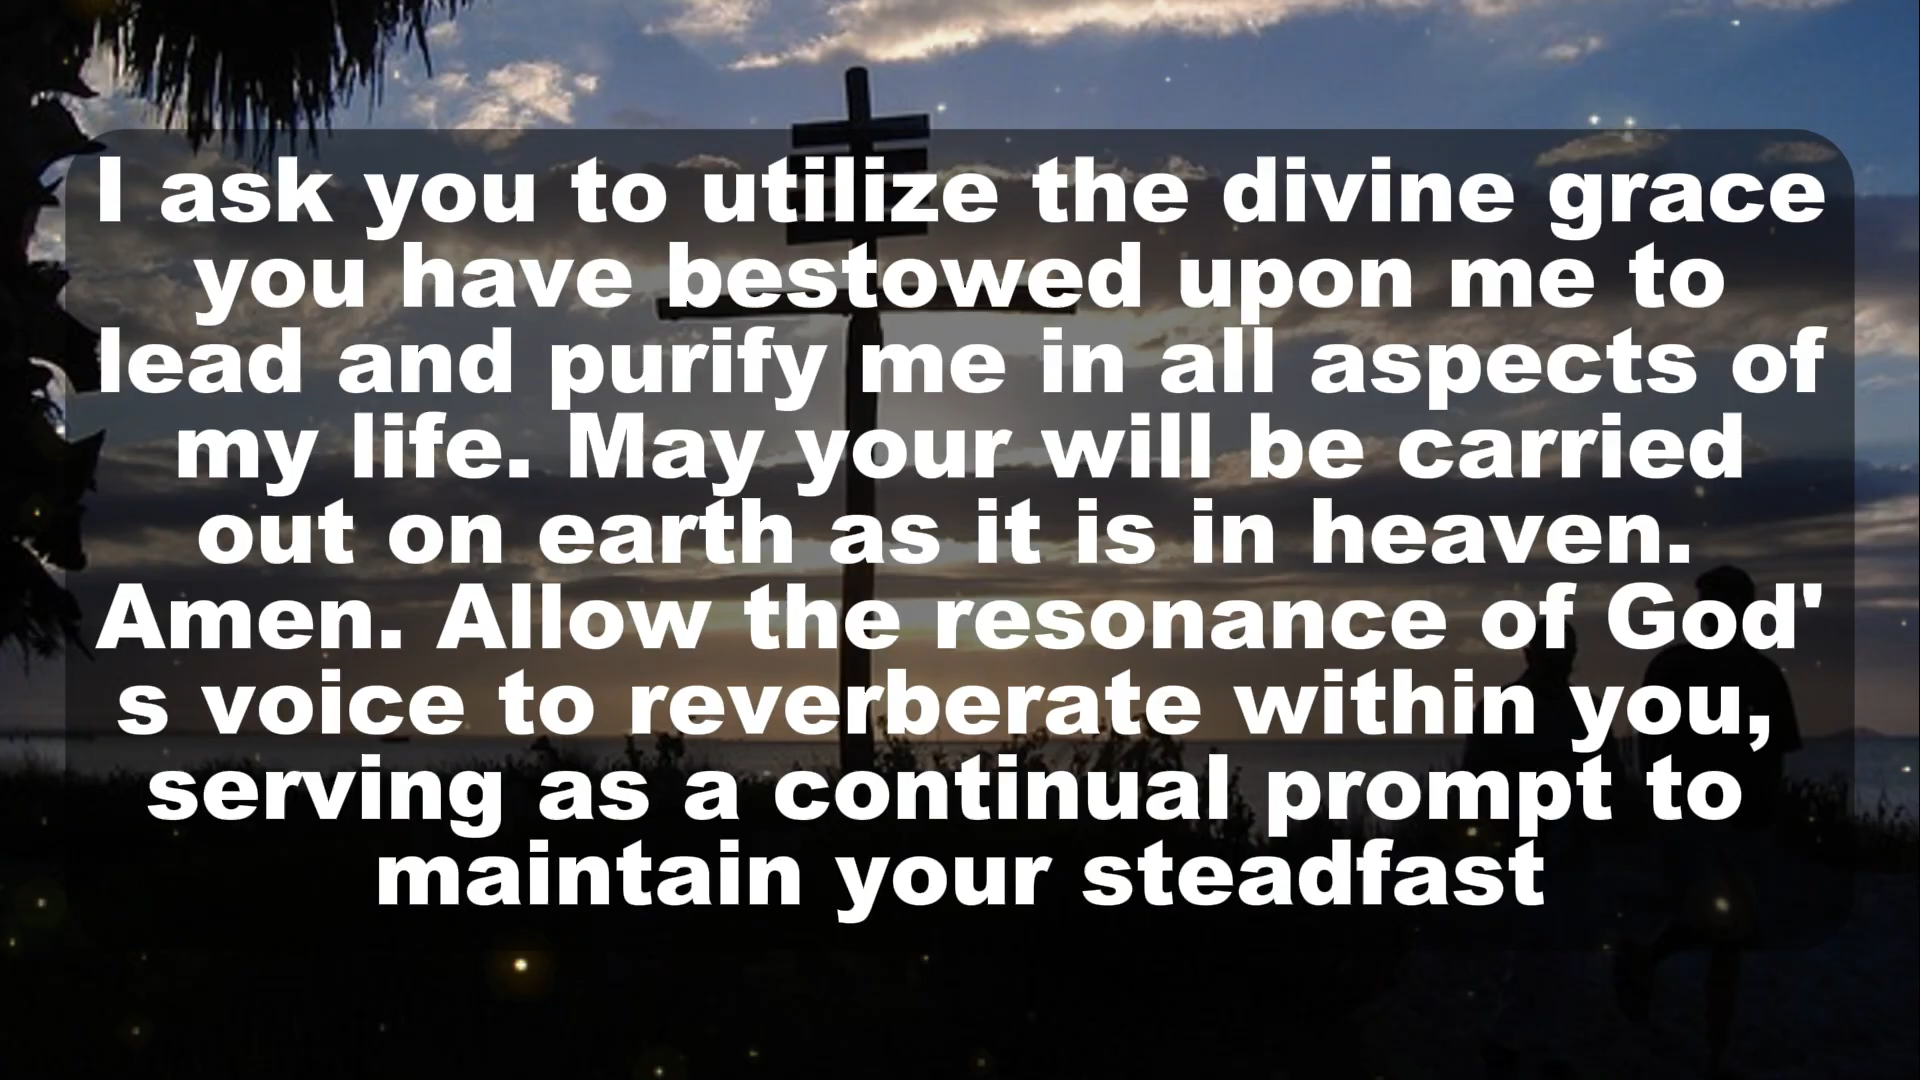 I ask you to utilize the divine grace
you have bestowed upon me to
lead and purify me in all aspects of
my life. May your will be carried
out on earth as it is in heaven.
Amen. Allow the resonance of God'
s voice to reverberate within you,
serving as a continual prompt to
maintain your steadfast